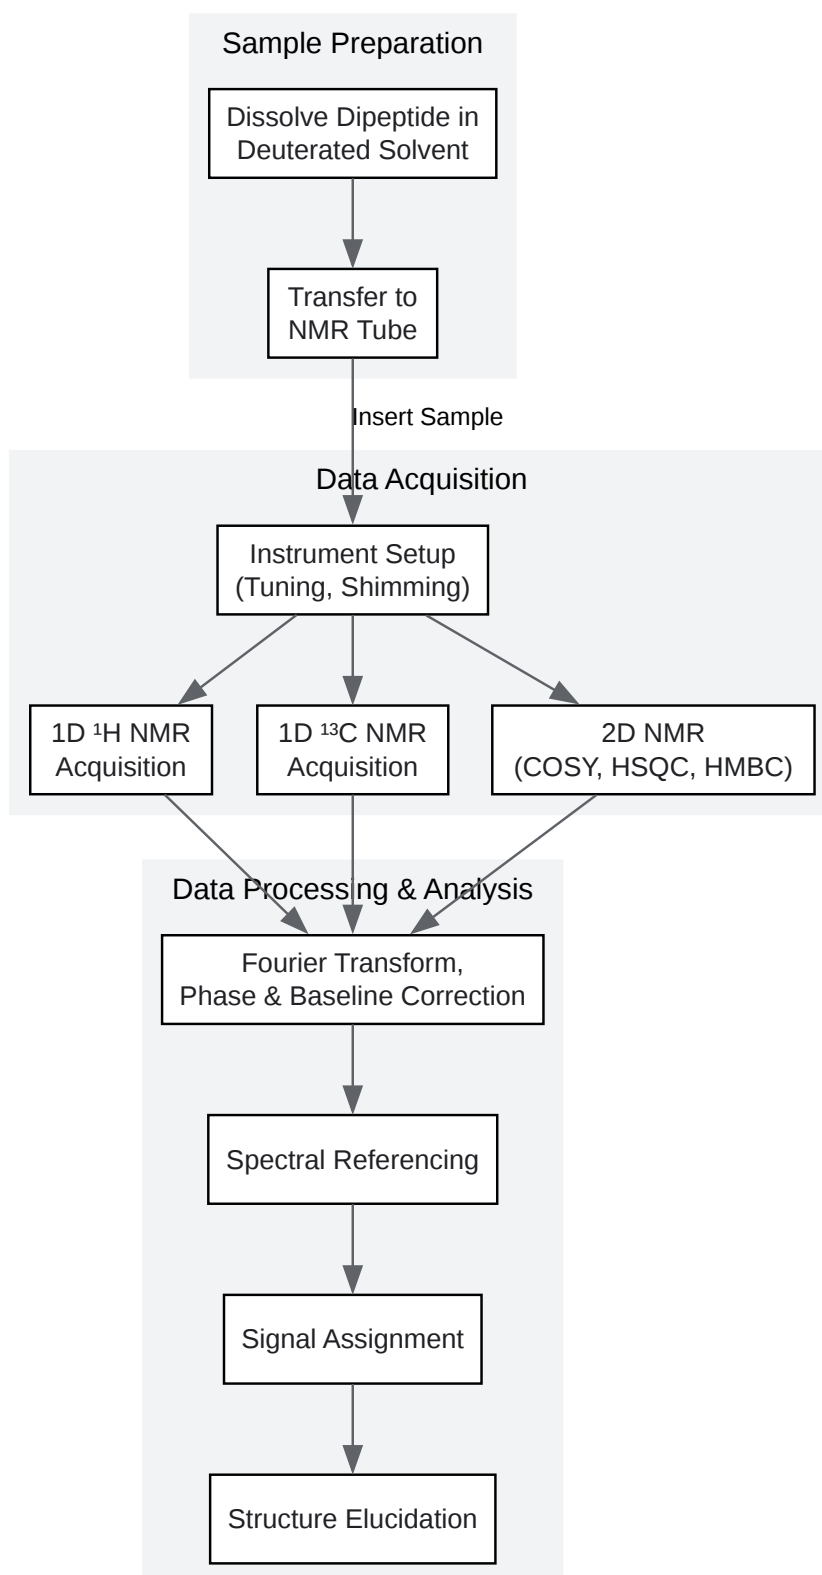 Sample Preparation
Dissolve Dipeptide in
Deuterated Solvent
Transfer to
NMR Tube
Insert Sample
Data Acquisition
Instrument Setup
(Tuning, Shimming)
1D ¹H NMR
Acquisition
1D ¹³C NMR
Acquisition
2D NMR
(COSY, HSQC, HMBC)
Data Processing & Analysis
Fourier Transform,
Phase & Baseline Correction
Spectral Referencing
Signal Assignment
Structure Elucidation